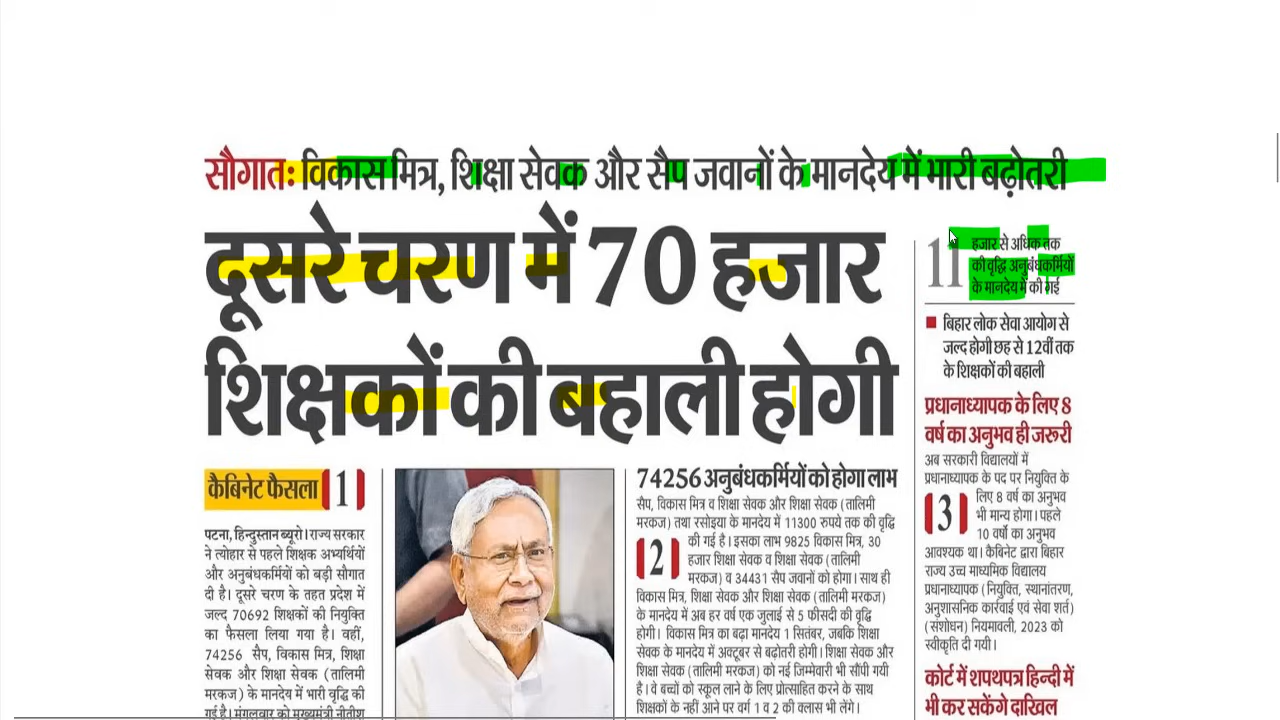 सौगातः विकास मित्र, शिक्षा सेवक और सैप जवानों के मानदेय में भारी बढ़ोतरी
दूसरे चरण में 70 हजार
शिक्षकों की बहाली होगी
11 हजार से अधिक तक
की वृद्धि अनुबंधकर्मियों
के मानदेय में की गई
बिहार लोक सेवा आयोग से
जल्द होगी छह से 12वीं तक
के शिक्षकों की बहाली
कैबिनेट फैसला 1
पटना, हिन्दुस्तान ब्यूरो। राज्य सरकार
ने त्योहार से पहले शिक्षक अभ्यर्थियों
और अनुबंधकर्मियों को बड़ी सौगात
दी है। दूसरे चरण के तहत प्रदेश में
जल्द 70692 शिक्षकों की नियुक्ति
का फैसला लिया गया है। वहीं,
74256 सैप, विकास मित्र, शिक्षा
सेवक और शिक्षा सेवक (तालिमी
मरकज) के मानदेय में भारी वृद्धि की
गई है। मंगलवार को मुख्यमंत्री नीतीश
74256 अनुबंधकर्मियों को होगा लाभ
सैप, विकास मित्र व शिक्षा सेवक और शिक्षा सेवक (तालिमी
मरकज) तथा रसोइया के मानदेय में 11300 रुपये तक की वृद्धि
2
की गई है। इसका लाभ 9825 विकास मित्र, 30
हजार शिक्षा सेवक व शिक्षा सेवक (तालिमी
मरकज) व 34431 सैप जवानों को होगा। साथ ही
विकास मित्र, शिक्षा सेवक और शिक्षा सेवक (तालिमी मरकज)
के मानदेय में अब हर वर्ष एक जुलाई से 5 फीसदी की वृद्धि
होगी। विकास मित्र का बढ़ा मानदेय 1 सितंबर, जबकि शिक्षा
सेवक के मानदेय में अक्टूबर से बढ़ोतरी होगी। शिक्षा सेवक और
शिक्षा सेवक (तालिमी मरकज) को नई जिम्मेवारी भी सौंपी गयी
है। वे बच्चों को स्कूल लाने के लिए प्रोत्साहित करने के साथ
शिक्षकों के नहीं आने पर वर्ग 1 व 2 की क्लास भी लेंगे।
प्रधानाध्यापक के लिए 8
वर्ष का अनुभव ही जरूरी
अब सरकारी विद्यालयों में
प्रधानाध्यापक के पद पर नियुक्ति के
3
लिए 8 वर्ष का अनुभव
भी मान्य होगा। पहले
10 वर्षो का अनुभव
आवश्यक था। कैबिनेट द्वारा बिहार
राज्य उच्च माध्यमिक विद्यालय
प्रधानाध्यापक (नियुक्ति, स्थानांतरण,
अनुशासनिक कार्रवाई एवं सेवा शर्त)
(संशोधन) नियमावली, 2023 को
स्वीकृति दी गयी।
कोर्ट में शपथपत्र हिन्दी में
भी कर सकेंगे दाखिल